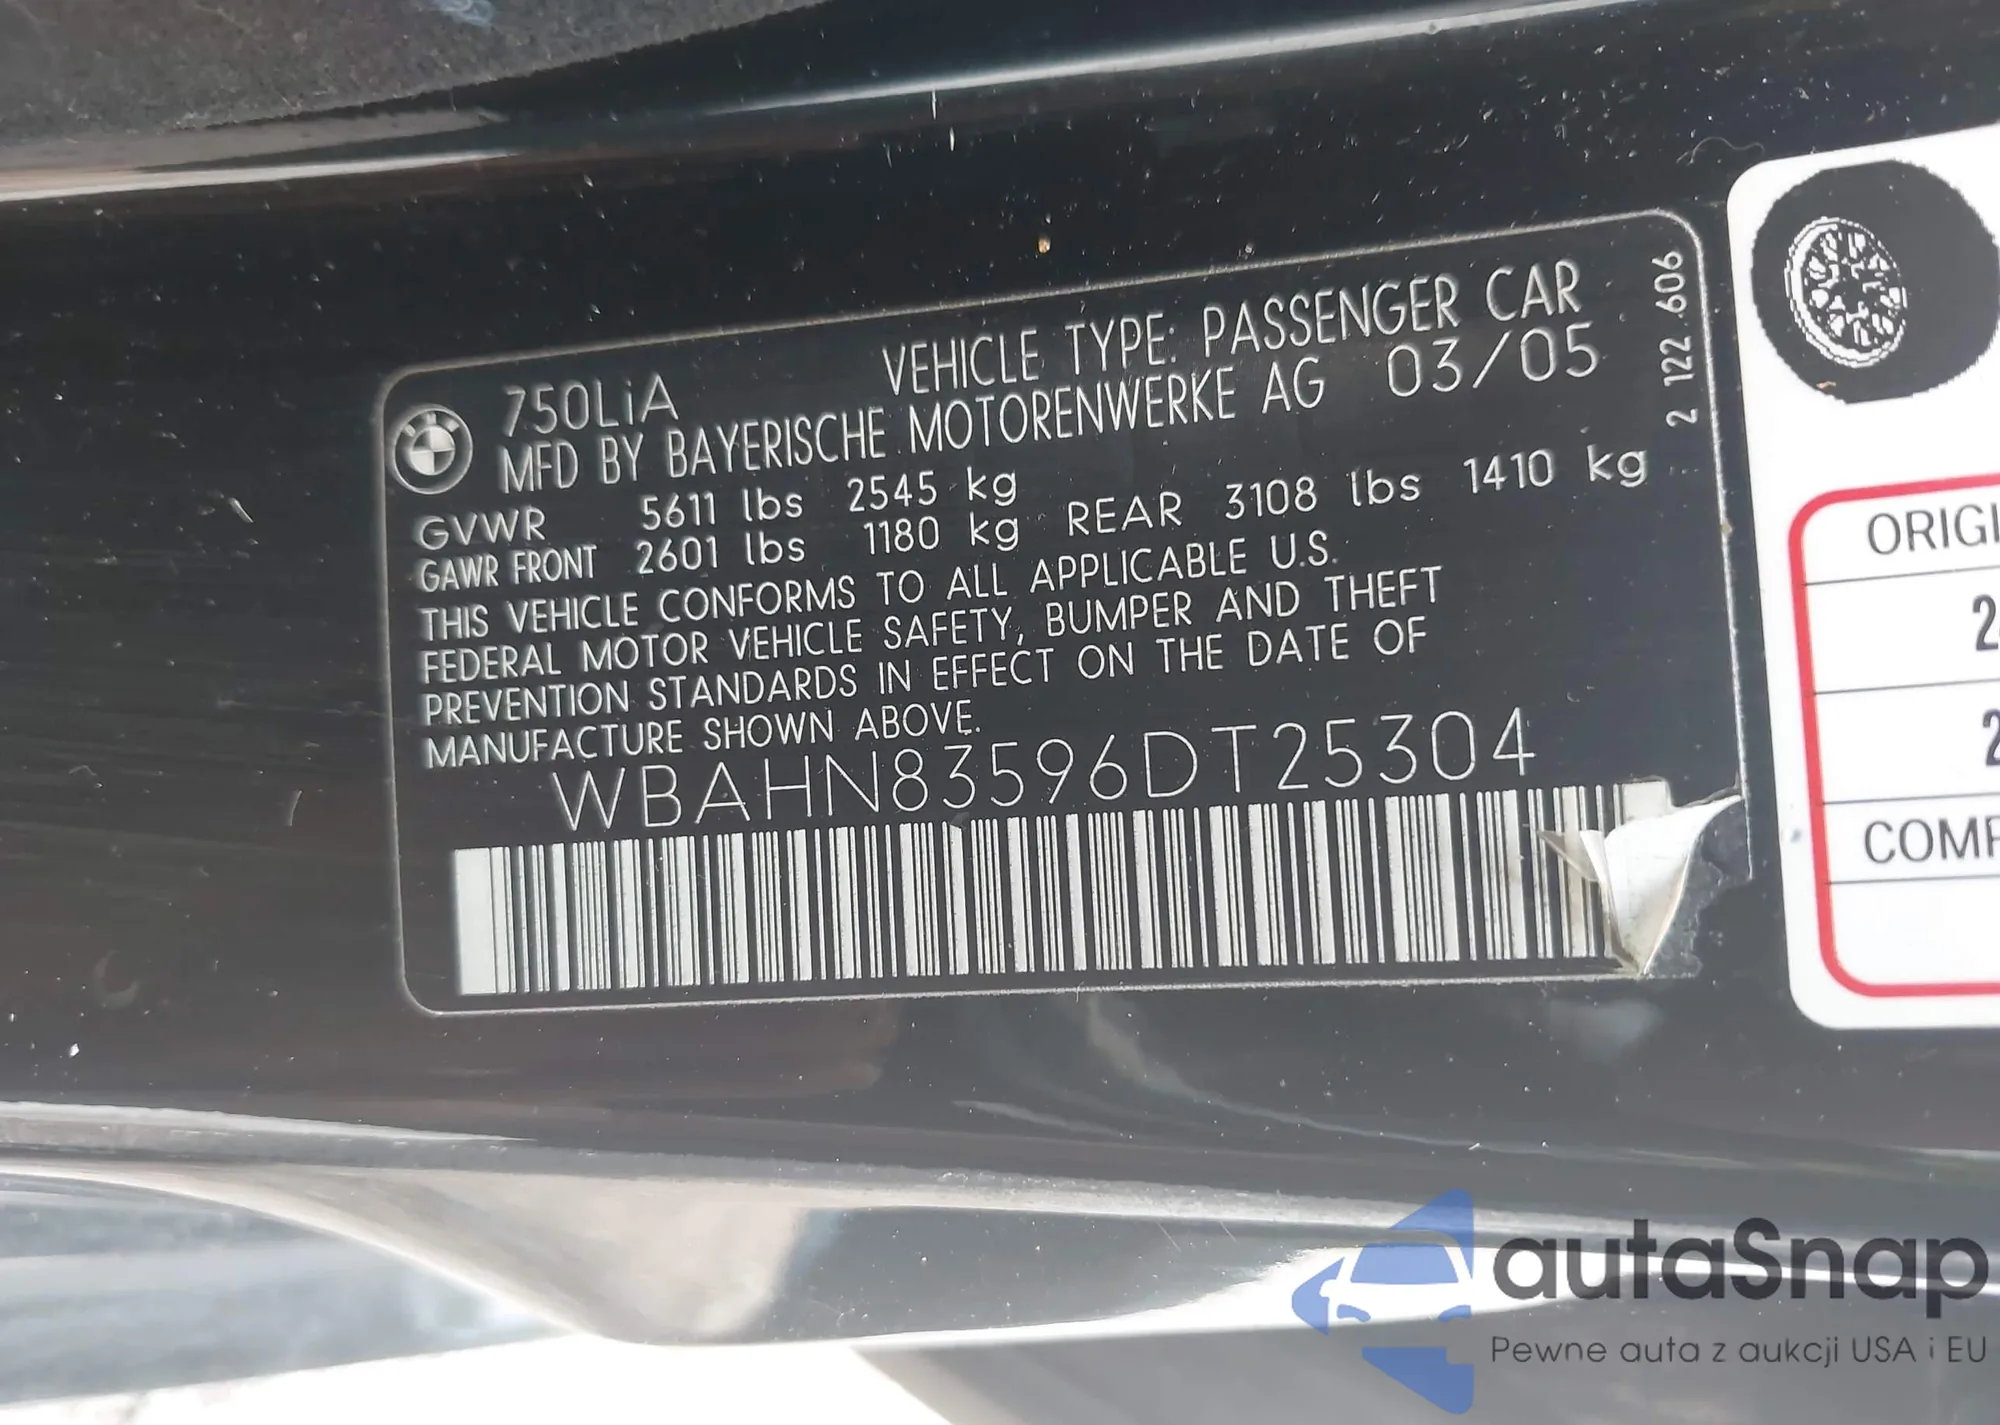 750LiA VEHICLE TYPE: PASSENGER CAR
MFD BY BAYERISCHE MOTORENWERKE AG 03/05
GVWR 5611 lbs 2545 kg
GAWR FRONT 2601 lbs 1180 kg REAR 3108 lbs 1410 kg
THIS VEHICLE CONFORMS TO ALL APPLICABLE U.S.
FEDERAL MOTOR VEHICLE SAFETY, BUMPER AND THEFT
PREVENTION STANDARDS IN EFFECT ON THE DATE OF
MANUFACTURE SHOWN ABOVE.
WBAHN83596DT25304
2 122.606
ORIGI
2
2
COMP
autaSnap
Pewne auta z aukcji USA i EU